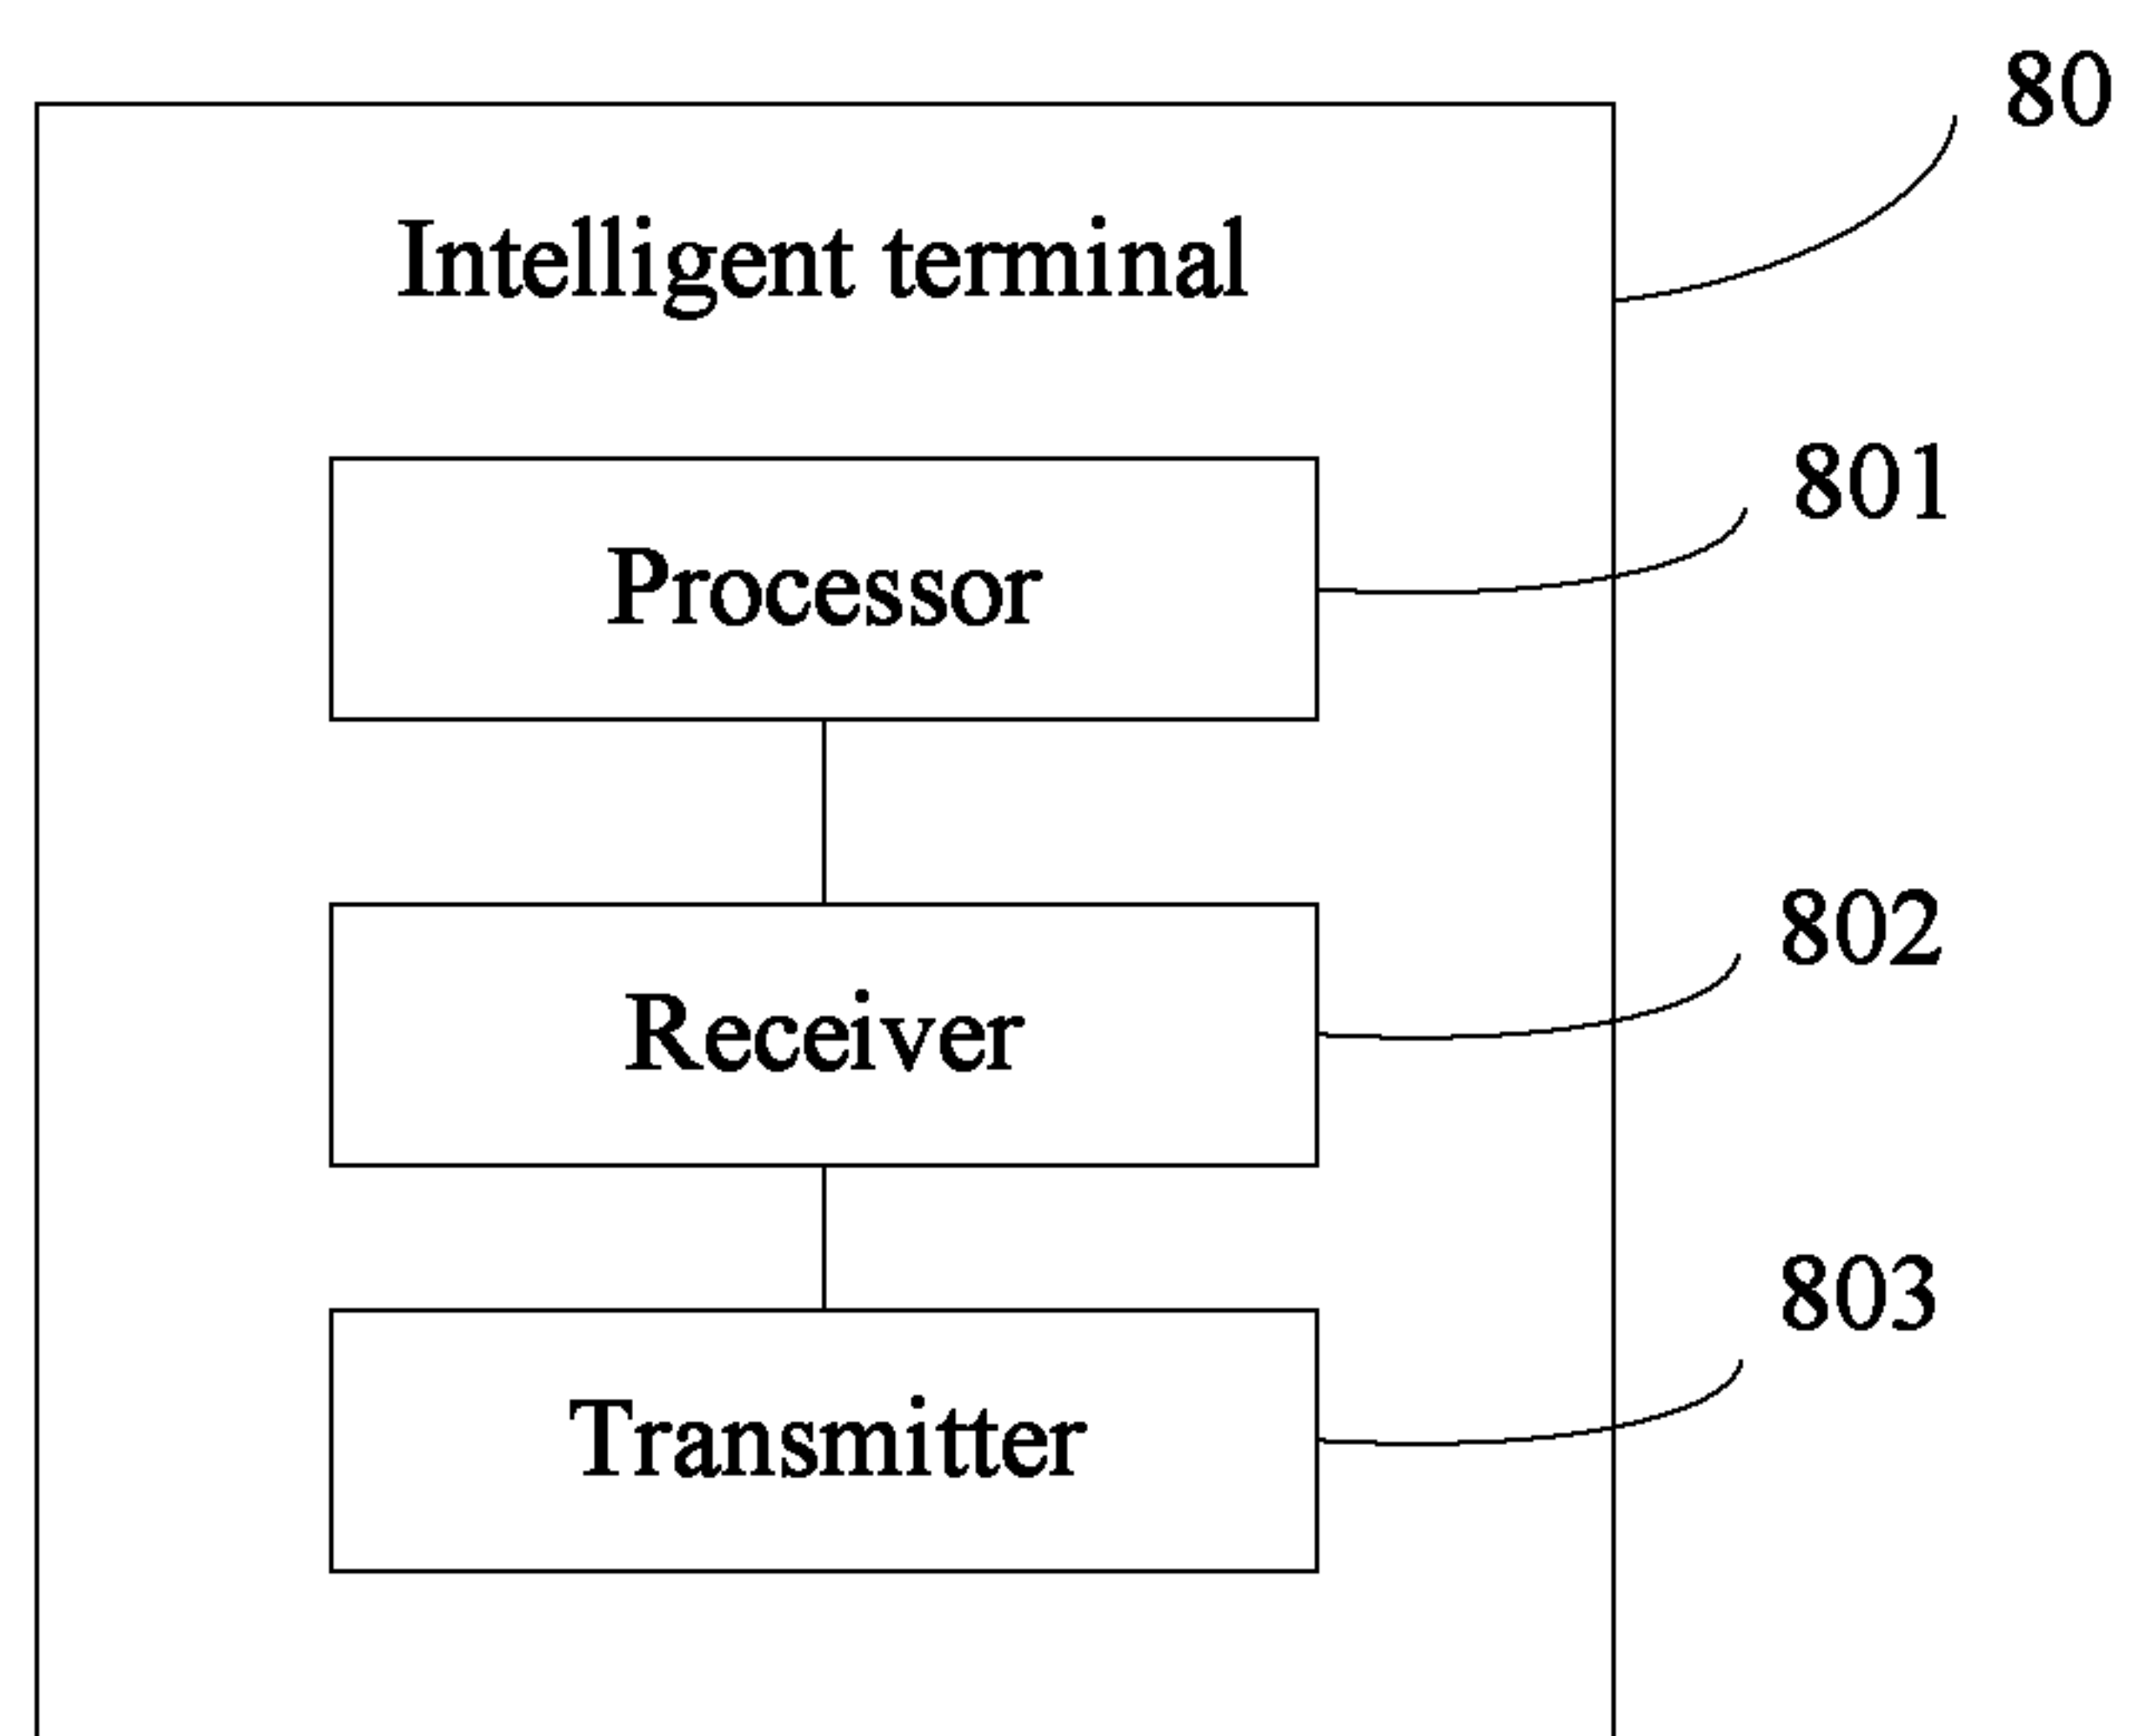 80
Intelligent terminal
801
Processor
802
Receiver
803
Transmitter